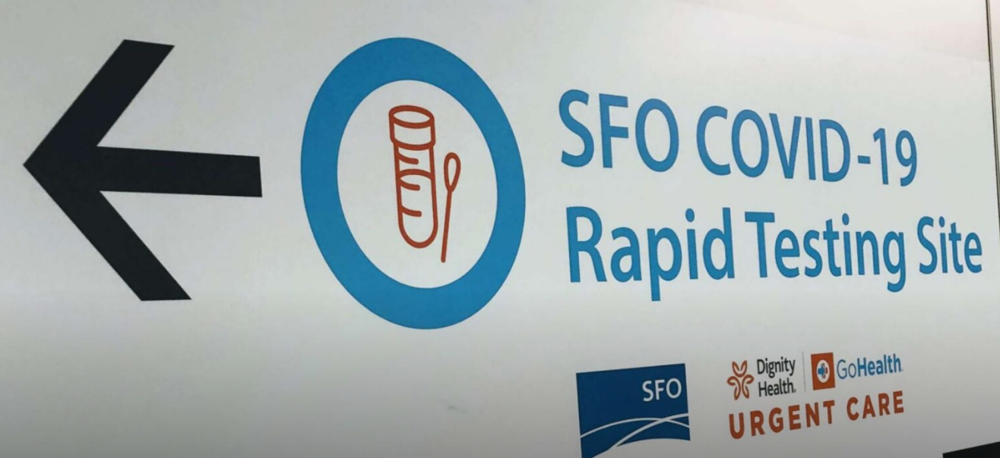 SFO COVID-19
Rapid Testing Site
SFO
Dignity Health. GoHealth
URGENT CARE